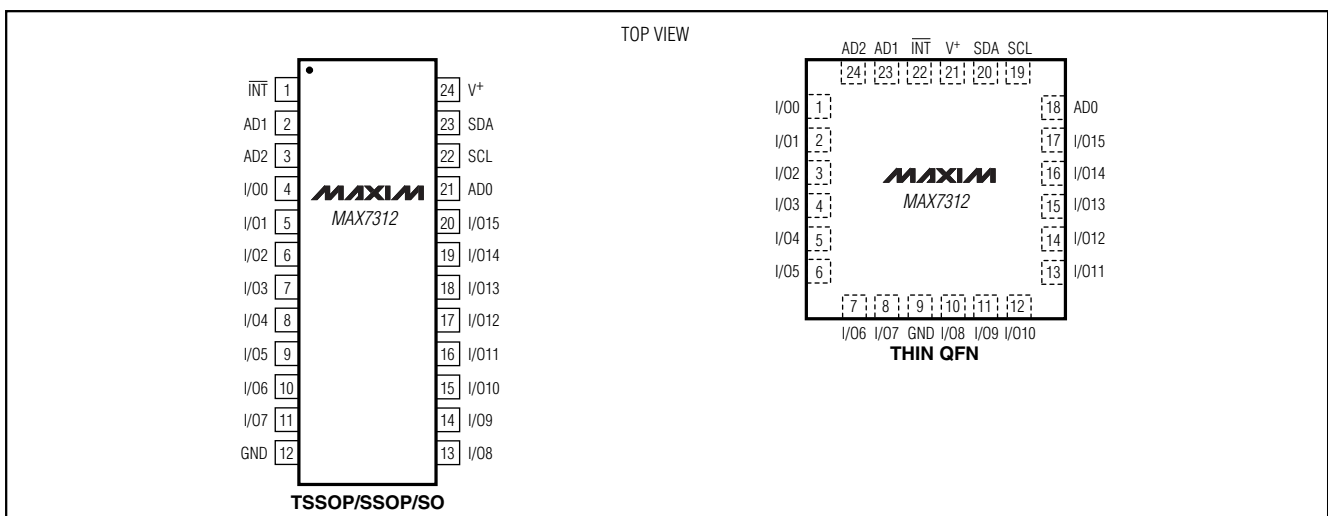 TOP VIEW
INT 1
AD1 2
AD2 3
I/O0 4
I/O1 5
I/O2 6
I/O3 7
I/O4 8
I/O5 9
I/O6 10
I/O7 11
GND 12
MAXIM
MAX7312
24 V+
23 SDA
22 SCL
21 AD0
20 I/O15
19 I/O14
18 I/O13
17 I/O12
16 I/O11
15 I/O10
14 I/O9
13 I/O8
TSSOP/SSOP/SO
AD2 AD1 INT V+ SDA SCL
24 23 22 21 20 19
I/O0 1
I/O1 2
I/O2 3
I/O3 4
I/O4 5
I/O5 6
MAXIM
MAX7312
18 AD0
17 I/O15
16 I/O14
15 I/O13
14 I/O12
13 I/O11
7 8 9 10 11 12
I/O6 I/O7 GND I/O8 I/O9 I/O10
THIN QFN